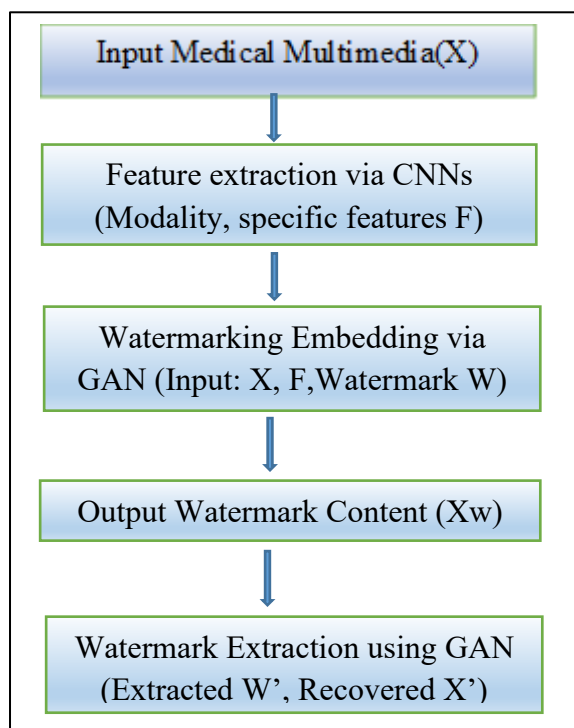 Input Medical Multimedia(X)
Feature extraction via CNNs
(Modality, specific features F)
Watermarking Embedding via
GAN (Input: X, F,Watermark W)
Output Watermark Content (Xw)
Watermark Extraction using GAN
(Extracted W’, Recovered X’)